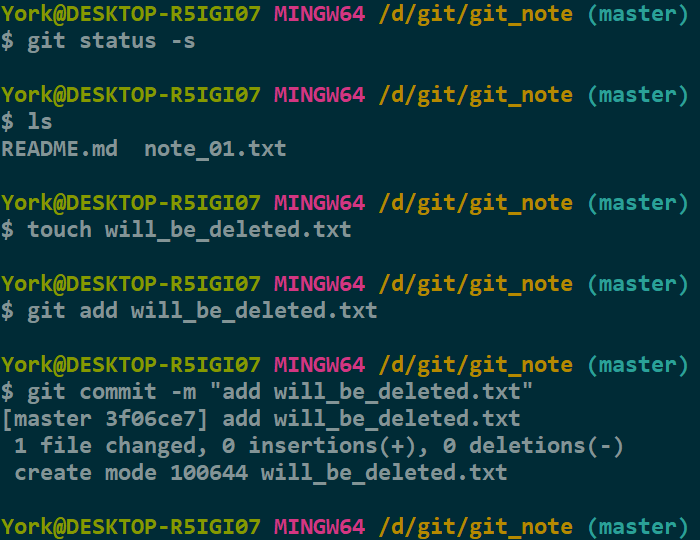 York@DESKTOP-R5IGI07 MINGW64 /d/git/git_note (master)
$ git status -s
York@DESKTOP-R5IGI07 MINGW64 /d/git/git_note (master)
$ ls
README.md  note_01.txt
York@DESKTOP-R5IGI07 MINGW64 /d/git/git_note (master)
$ touch will_be_deleted.txt
York@DESKTOP-R5IGI07 MINGW64 /d/git/git_note (master)
$ git add will_be_deleted.txt
York@DESKTOP-R5IGI07 MINGW64 /d/git/git_note (master)
$ git commit -m "add will_be_deleted.txt"
[master 3f06ce7] add will_be_deleted.txt
 1 file changed, 0 insertions(+), 0 deletions(-)
 create mode 100644 will_be_deleted.txt
York@DESKTOP-R5IGI07 MINGW64 /d/git/git_note (master)